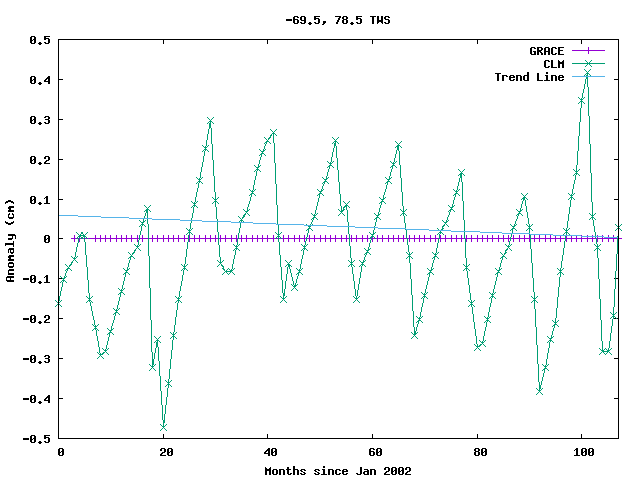 -69.5, 78.5 TWS
GRACE
CLM
Trend Line
0.5
0.4
0.3
0.2
0.1
0
-0.1
-0.2
-0.3
-0.4
-0.5
Anomaly (cm)
0 20 40 60 80 100
Months since Jan 2002